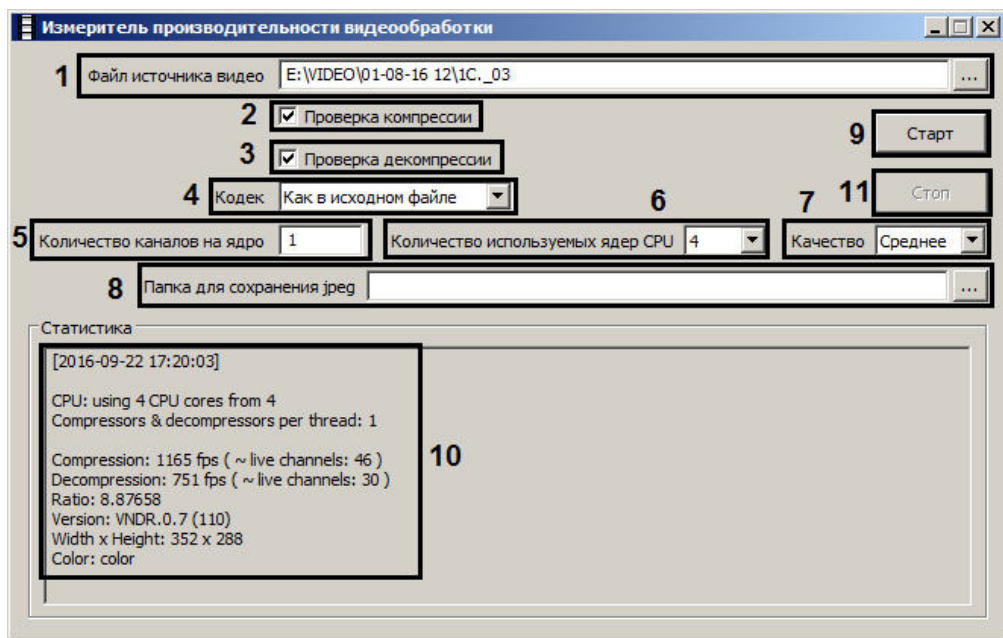 Измеритель производительности видеообработки
1 Файл источника видео E:\VIDEO\01-08-16 12\1C._03 ...
2 Проверка компрессии
9 Старт
3 Проверка декомпрессии
4 Кодек Как в исходном файле
6
7
11 Стоп
5 Количество каналов на ядро 1 Количество используемых ядер CPU 4 Качество Среднее
8 Папка для сохранения jpeg ...
Статистика
[2016-09-22 17:20:03]
CPU: using 4 CPU cores from 4
Compressors & decompressors per thread: 1
Compression: 1165 fps ( ~ live channels: 46 )
10
Decompression: 751 fps ( ~ live channels: 30 )
Ratio: 8.87658
Version: VNDR.0.7 (110)
Width x Height: 352 x 288
Color: color